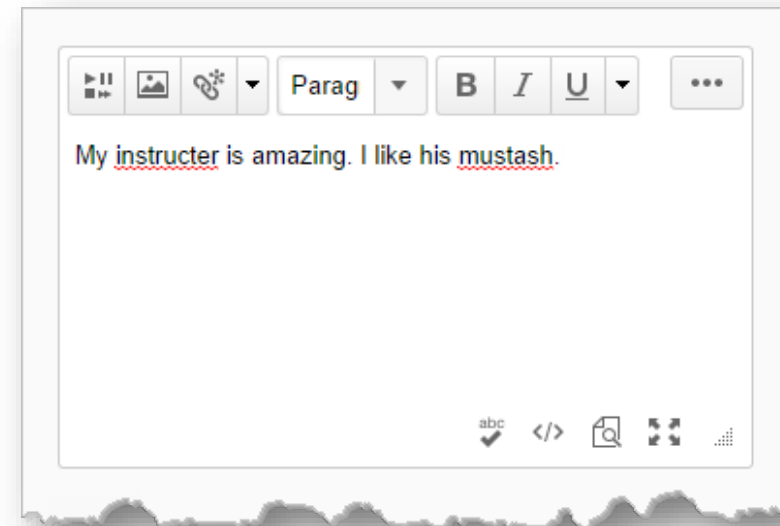 Parag B I U •••
My instructer is amazing. I like his mustash.
abc </>